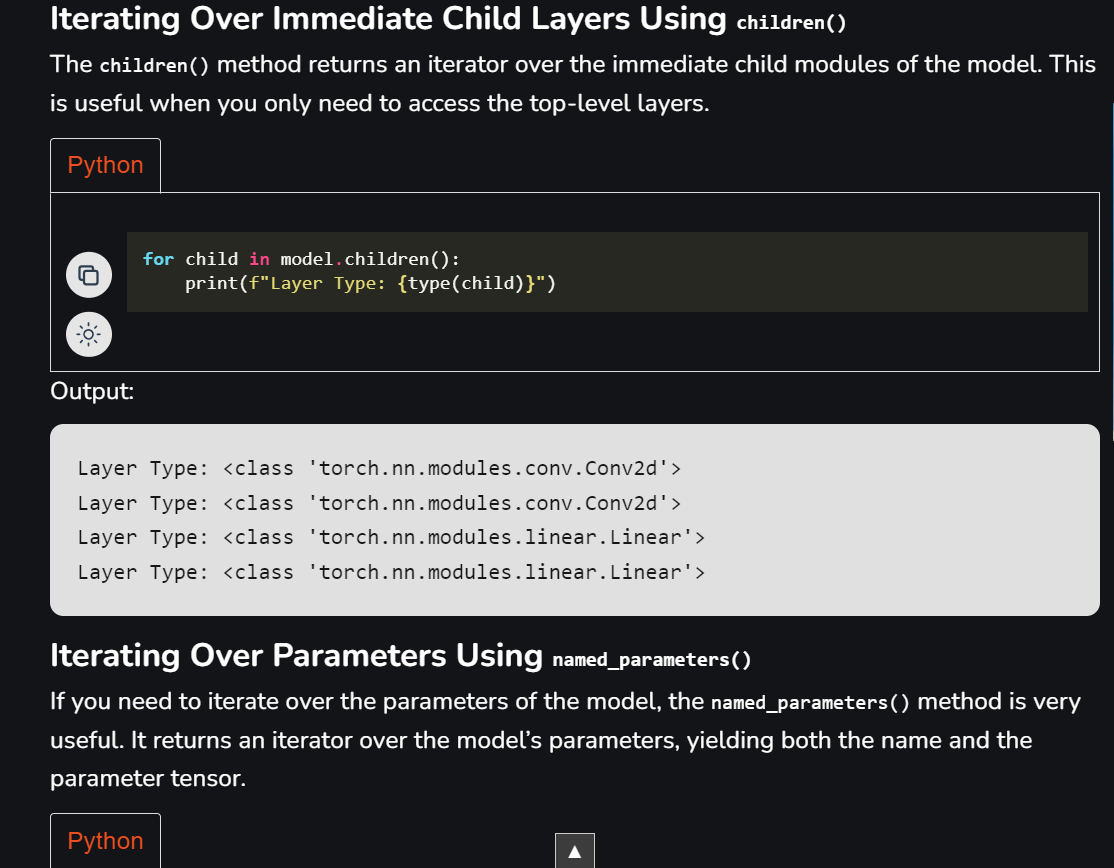 Iterating Over Immediate Child Layers Using children()
The children() method returns an iterator over the immediate child modules of the model. This
is useful when you only need to access the top-level layers.
Python
for child in model.children():
    print(f"Layer Type: {type(child)}")
Output:
Layer Type: <class 'torch.nn.modules.conv.Conv2d'>
Layer Type: <class 'torch.nn.modules.conv.Conv2d'>
Layer Type: <class 'torch.nn.modules.linear.Linear'>
Layer Type: <class 'torch.nn.modules.linear.Linear'>
Iterating Over Parameters Using named_parameters()
If you need to iterate over the parameters of the model, the named_parameters() method is very
useful. It returns an iterator over the model’s parameters, yielding both the name and the
parameter tensor.
Python